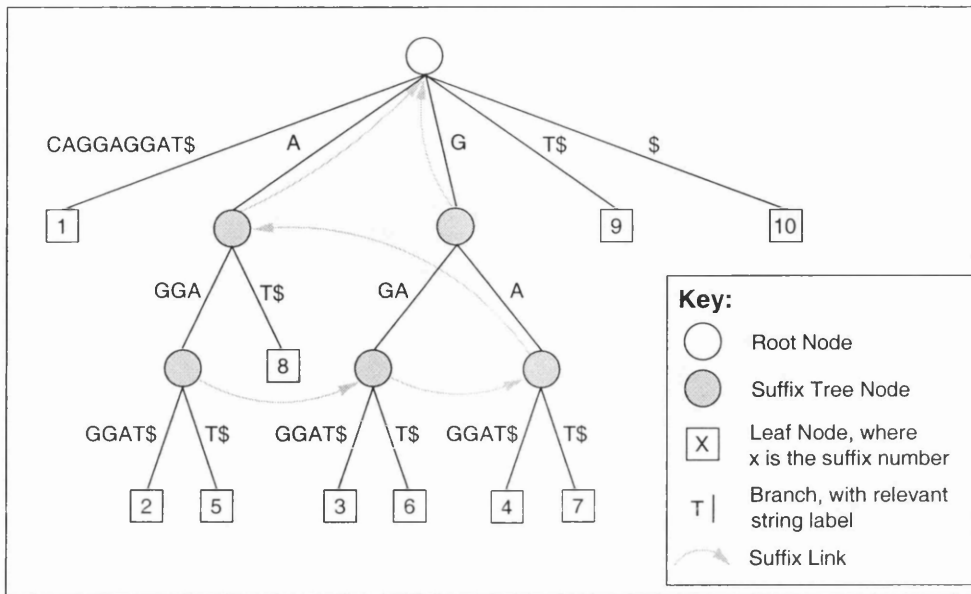 CAGGAGGAT$ A G T$ $
1 9 10
GGA T$ GA A
8
GGAT$ T$ GGAT$ T$ GGAT$ T$
2 5 3 6 4 7
Key:
Root Node
Suffix Tree Node
X Leaf Node, where
x is the suffix number
T Branch, with relevant
string label
Suffix Link